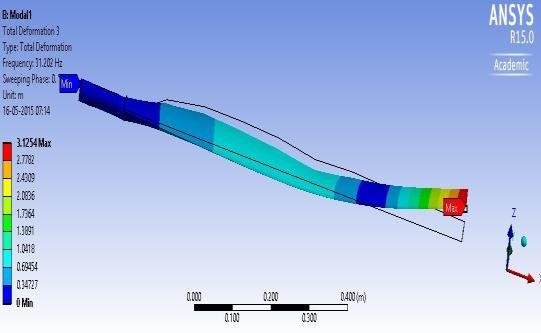 B: Modal1
Total Deformation 3
Type: Total Deformation
Frequency: 31.202 Hz
Sweeping Phase: 0.
Unit: m
16-05-2015 07:14
ANSYS
R15.0
Academic
Min
3.1254 Max
2.7782
2.4309
2.0836
1.7364
1.3891
1.0418
0.69454
0.34727
0 Min
Max
Z
X
0.000
0.200
0.400 (m)
0.100
0.300